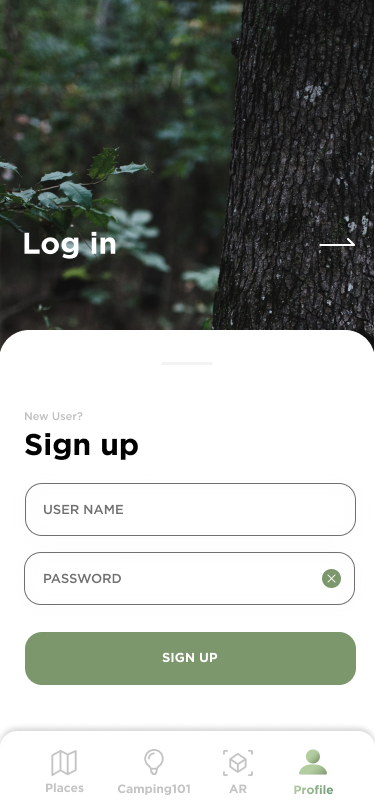 Log in
New User?
Sign up
USER NAME
PASSWORD
SIGN UP
Places
Camping101
AR
Profile